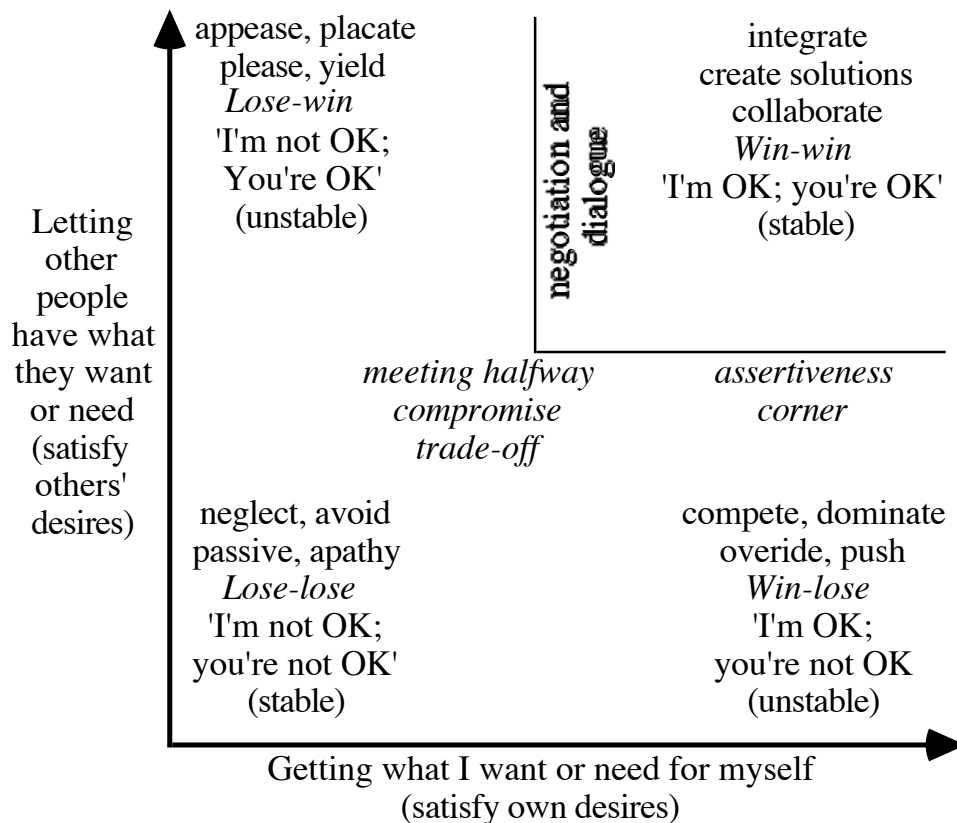 appease, placate
please, yield
Lose-win
'I'm not OK;
You're OK'
(unstable)
negotiation and
dialogue
integrate
create solutions
collaborate
Win-win
'I'm OK; you're OK'
(stable)
Letting
other
people
have what
they want
or need
(satisfy
others'
desires)
meeting halfway
compromise
trade-off
assertiveness
corner
neglect, avoid
passive, apathy
Lose-lose
'I'm not OK;
you're not OK'
(stable)
compete, dominate
overide, push
Win-lose
'I'm OK;
you're not OK
(unstable)
Getting what I want or need for myself
(satisfy own desires)